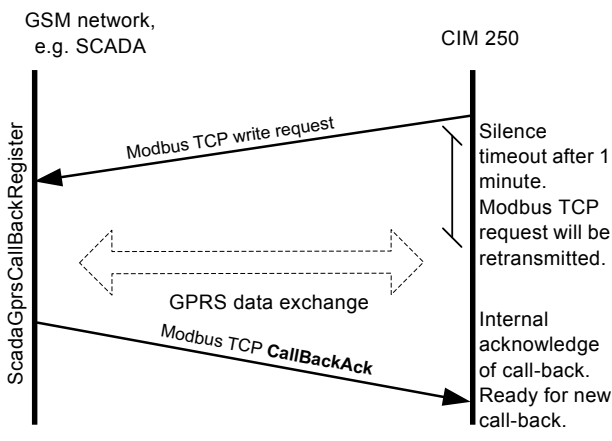 GSM network,
e.g. SCADA
CIM 250
ScadaGprsCallBackRegister
Modbus TCP write request
Silence
timeout after 1
minute.
Modbus TCP
request will be
retransmitted.
GPRS data exchange
Modbus TCP CallBackAck
Internal
acknowledge
of call-back.
Ready for new
call-back.